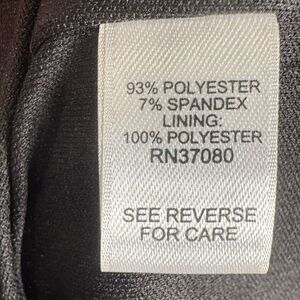 93% POLYESTER
7% SPANDEX
LINING:
100% POLYESTER
RN37080
SEE REVERSE
FOR CARE